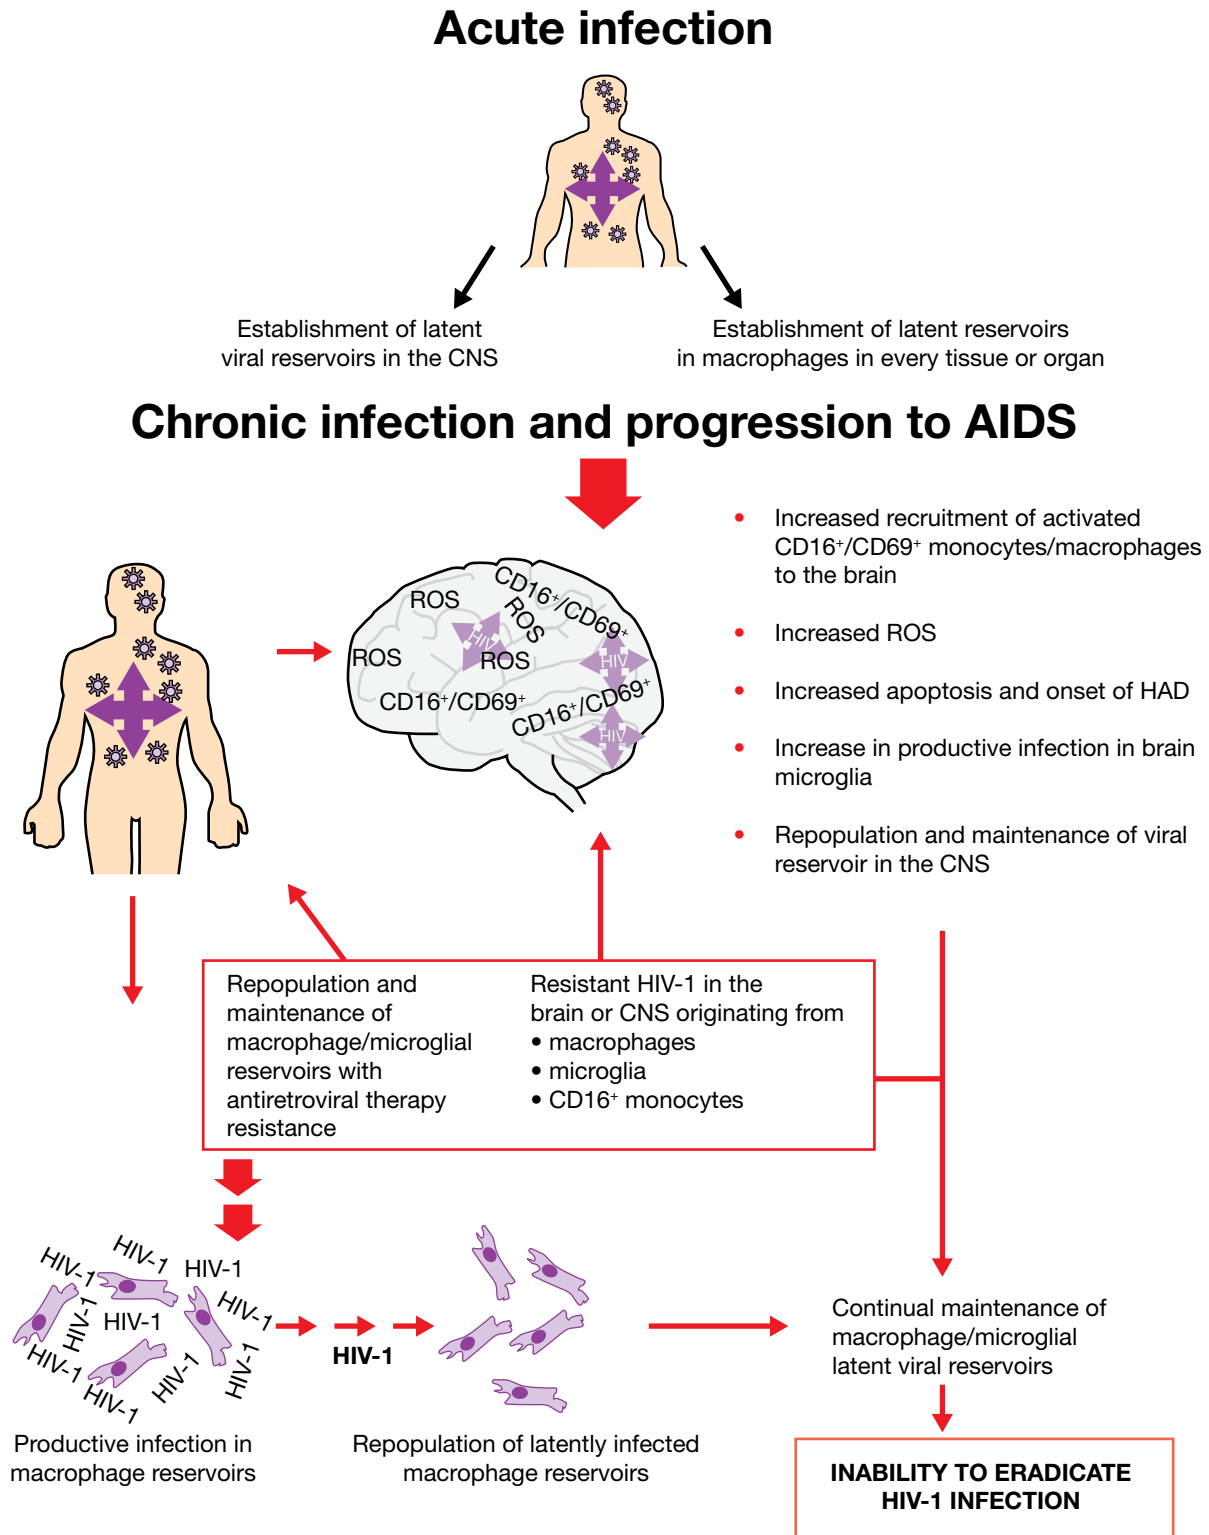 Acute infection
Establishment of latent
viral reservoirs in the CNS
Establishment of latent reservoirs
in macrophages in every tissue or organ
Chronic infection and progression to AIDS
ROS
ROS
ROS
ROS
CD16⁺/CD69⁺
CD16⁺/CD69⁺
CD16⁺/CD69⁺
HIV
HIV
HIV
• Increased recruitment of activated
CD16⁺/CD69⁺ monocytes/macrophages
to the brain
• Increased ROS
• Increased apoptosis and onset of HAD
• Increase in productive infection in brain
microglia
• Repopulation and maintenance of viral
reservoir in the CNS
Repopulation and
maintenance of
macrophage/microglial
reservoirs with
antiretroviral therapy
resistance
Resistant HIV-1 in the
brain or CNS originating from
• macrophages
• microglia
• CD16⁺ monocytes
HIV-1
HIV-1
HIV-1
HIV-1
HIV-1
HIV-1
HIV-1
HIV-1
HIV-1
HIV-1
Productive infection in
macrophage reservoirs
HIV-1
Repopulation of latently infected
macrophage reservoirs
Continual maintenance of
macrophage/microglial
latent viral reservoirs
INABILITY TO ERADICATE
HIV-1 INFECTION